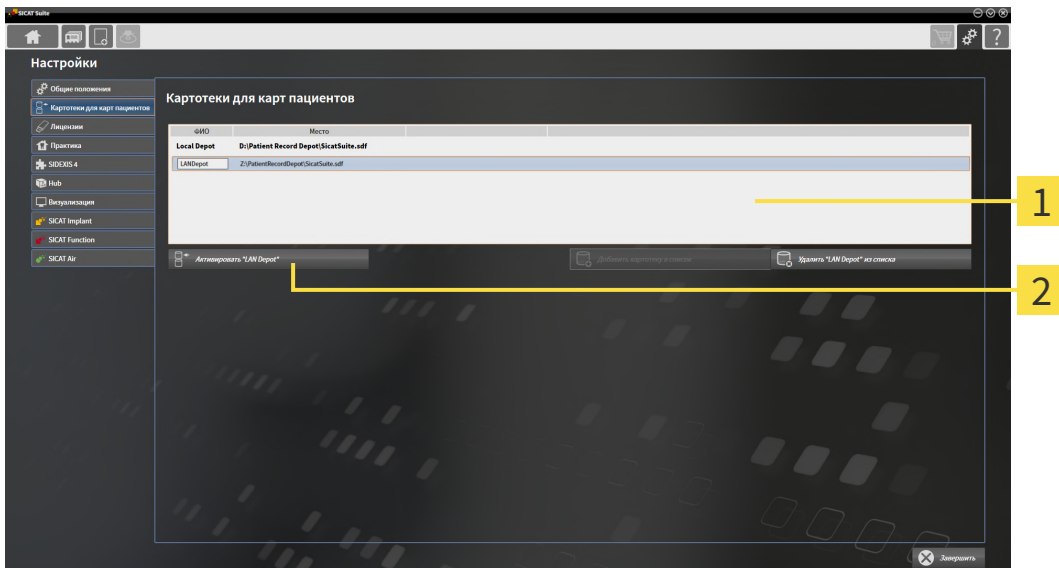 SICAT Suite
?
Настройки
Общие положения
Картотеки для карт пациентов
Лицензии
Практика
SIDEXIS 4
Hub
Визуализация
SICAT Implant
SICAT Function
SICAT Air
Картотеки для карт пациентов
ФИО Место
Local Depot D:\Patient Record Depot\SicatSuite.sdf
LANDepot Z:\PatientRecordDepot\SicatSuite.sdf
Активировать "LAN Depot" Добавить картотеку в список Удалить "LAN Depot" из списка
1
2
Завершить